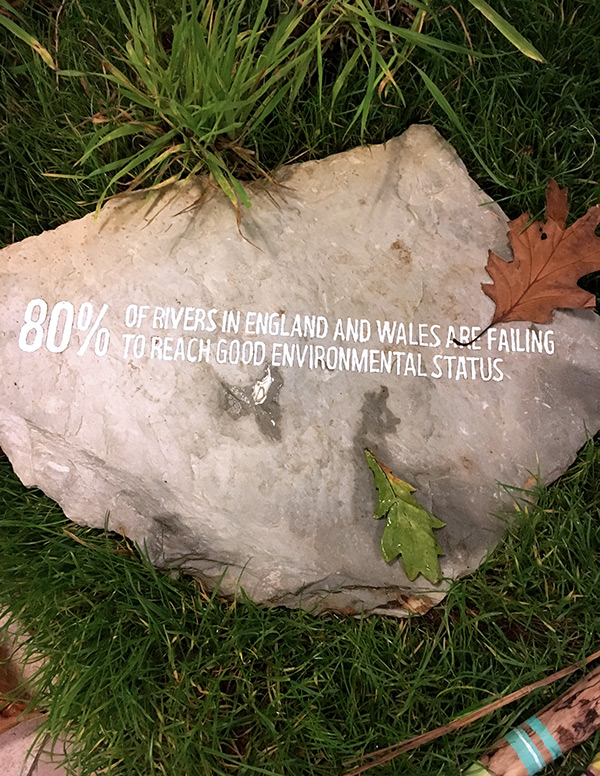 80% OF RIVERS IN ENGLAND AND WALES ARE FAILING
TO REACH GOOD ENVIRONMENTAL STATUS